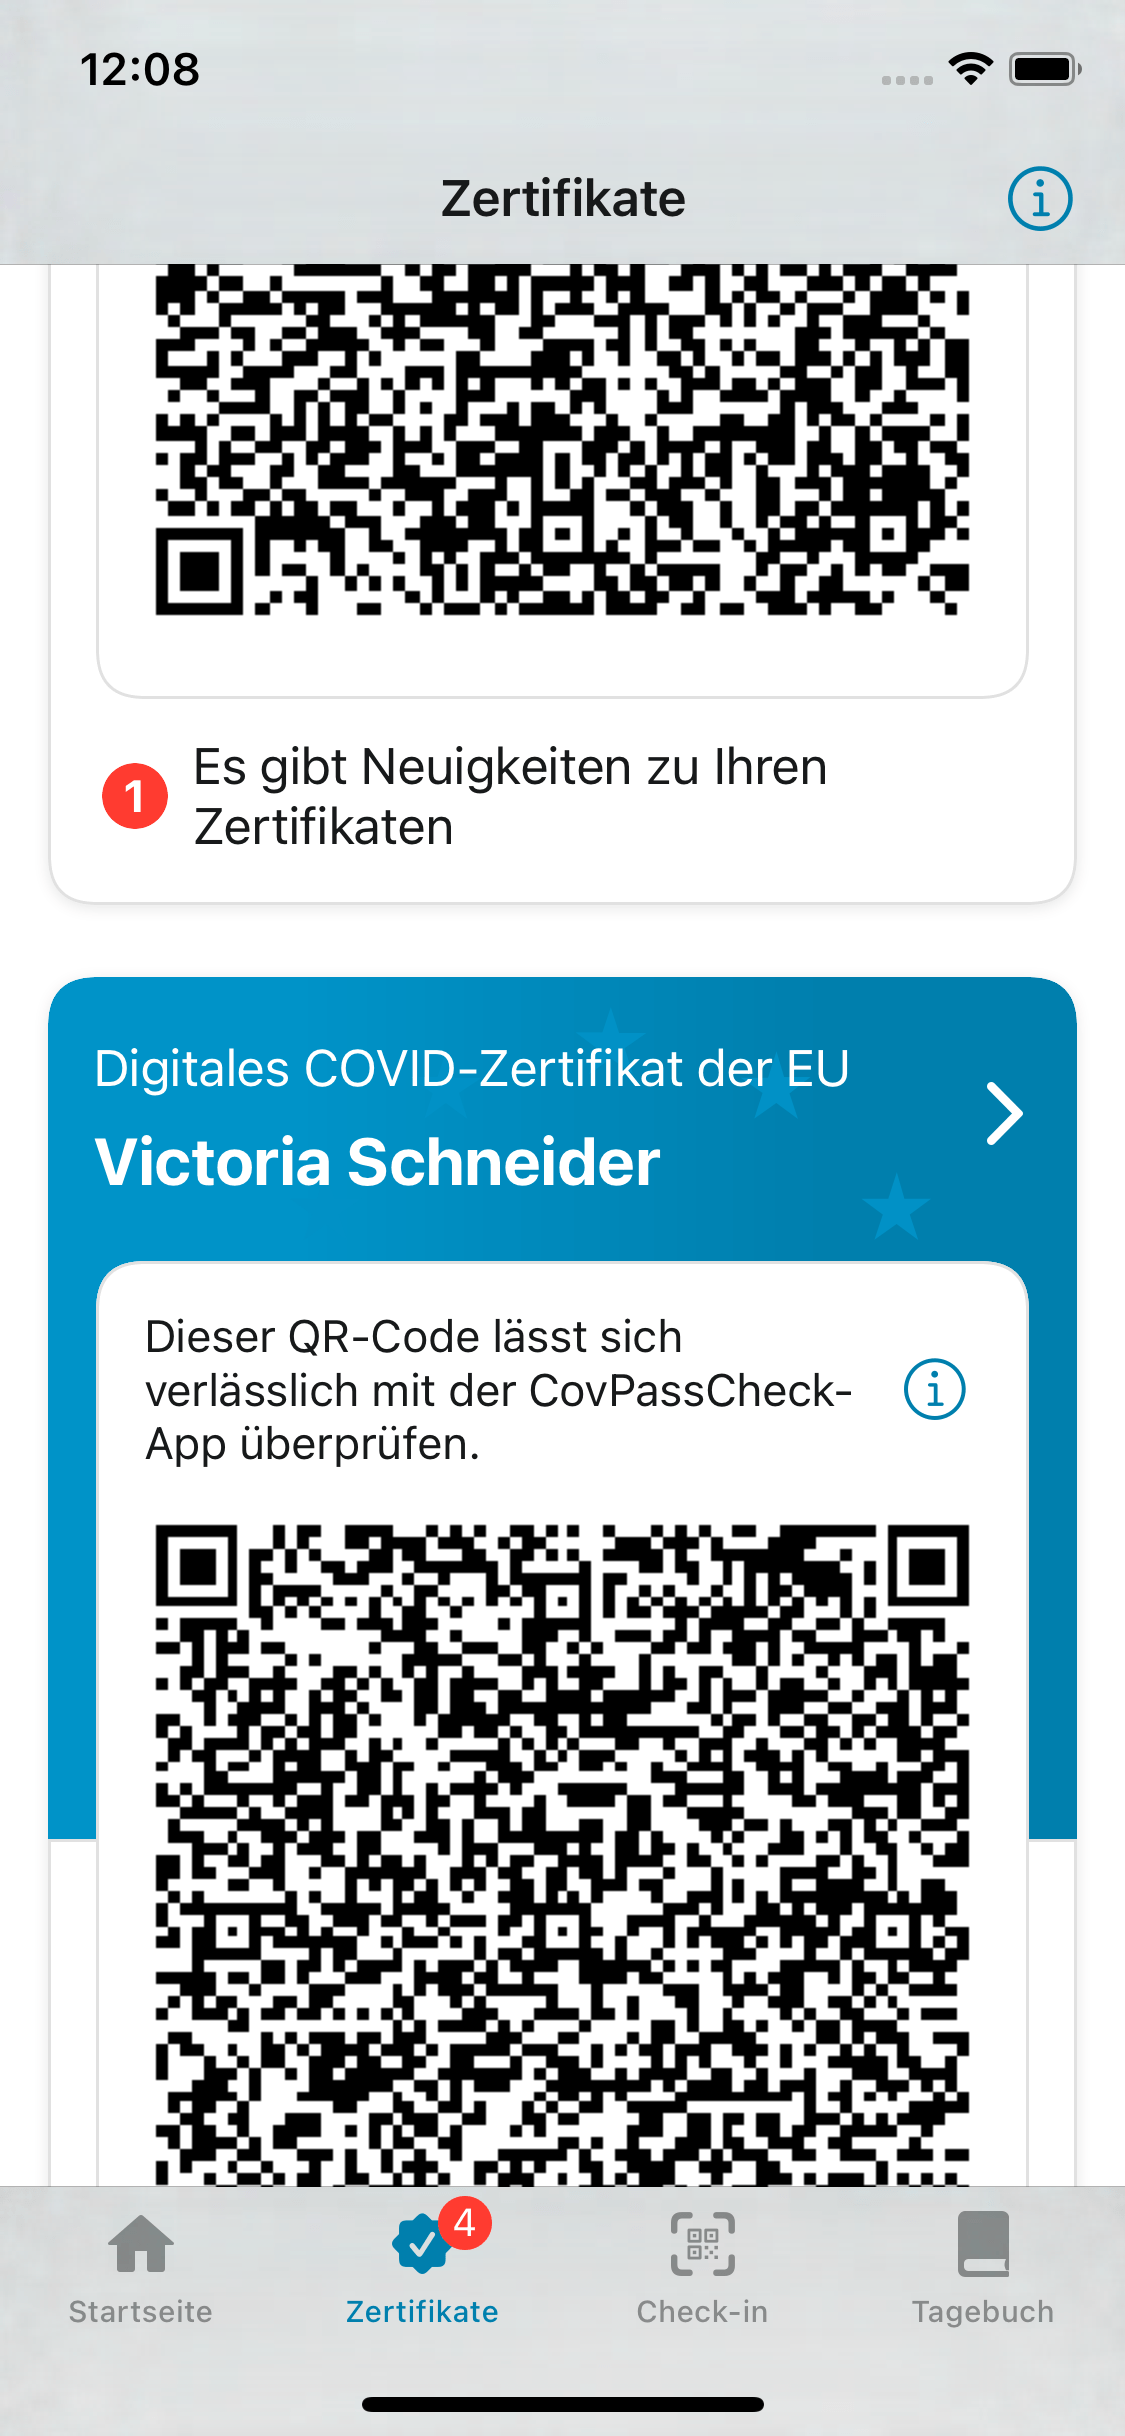 12:08
Zertifikate
1
Es gibt Neuigkeiten zu Ihren
Zertifikaten
Digitales COVID-Zertifikat der EU
Victoria Schneider
Dieser QR-Code lässt sich
verlässlich mit der CovPassCheck-
App überprüfen.
4
Startseite
Zertifikate
Check-in
Tagebuch